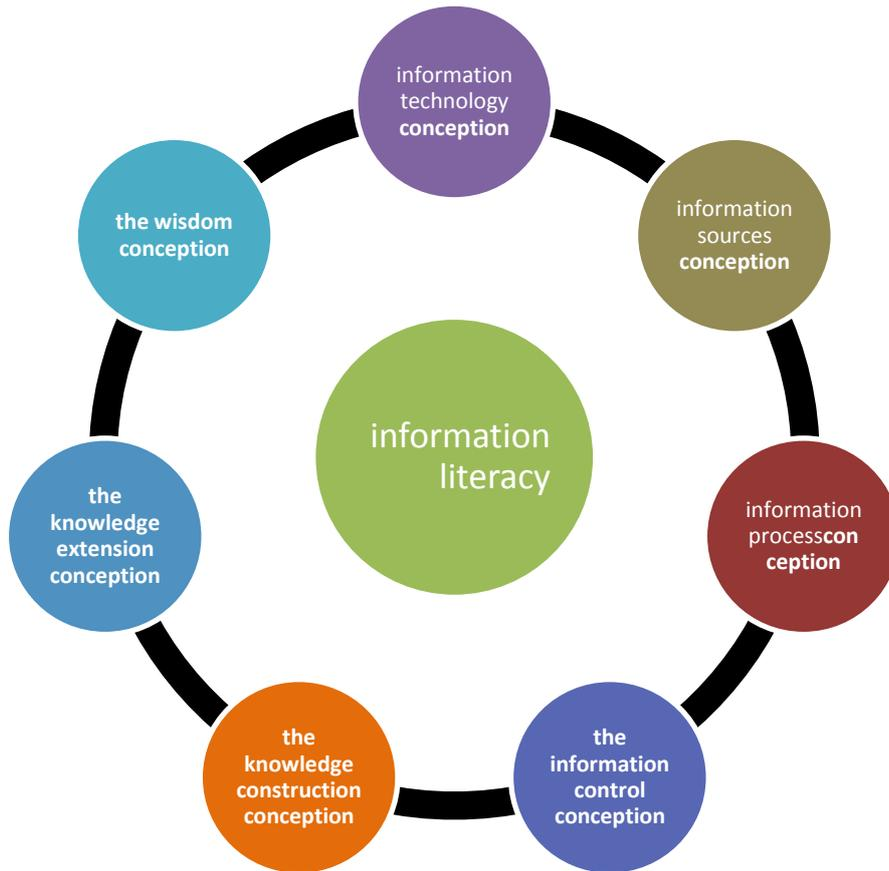 information
technology
conception
information
sources
conception
information
processcon
ception
the
information
control
conception
the
knowledge
construction
conception
the
knowledge
extension
conception
the wisdom
conception
information
literacy